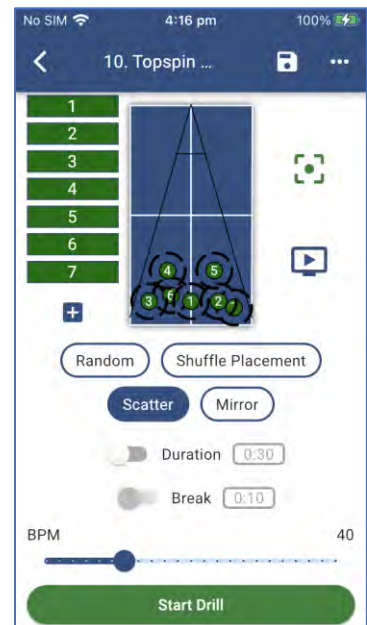 No SIM 4:16 pm 100%
10. Topspin ...
1
2
3
4
5
6
7
4 5
3 6 1 2 7
Random Shuffle Placement
Scatter Mirror
Duration 0:30
Break 0:10
BPM 40
Start Drill